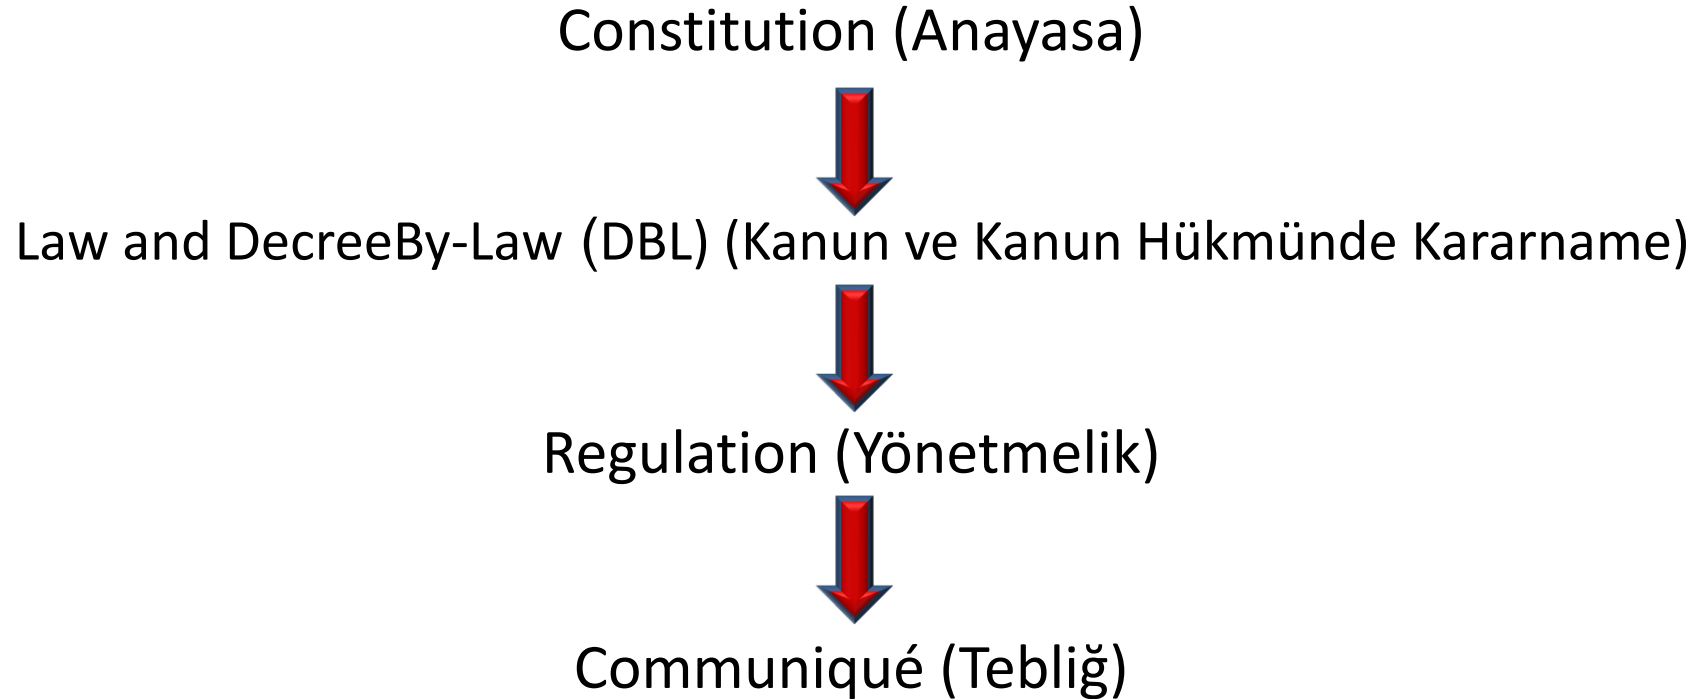 Constitution (Anayasa)
Law and DecreeBy-Law (DBL) (Kanun ve Kanun Hükmünde Kararname)
Regulation (Yönetmelik)
Communiqué (Tebliğ)